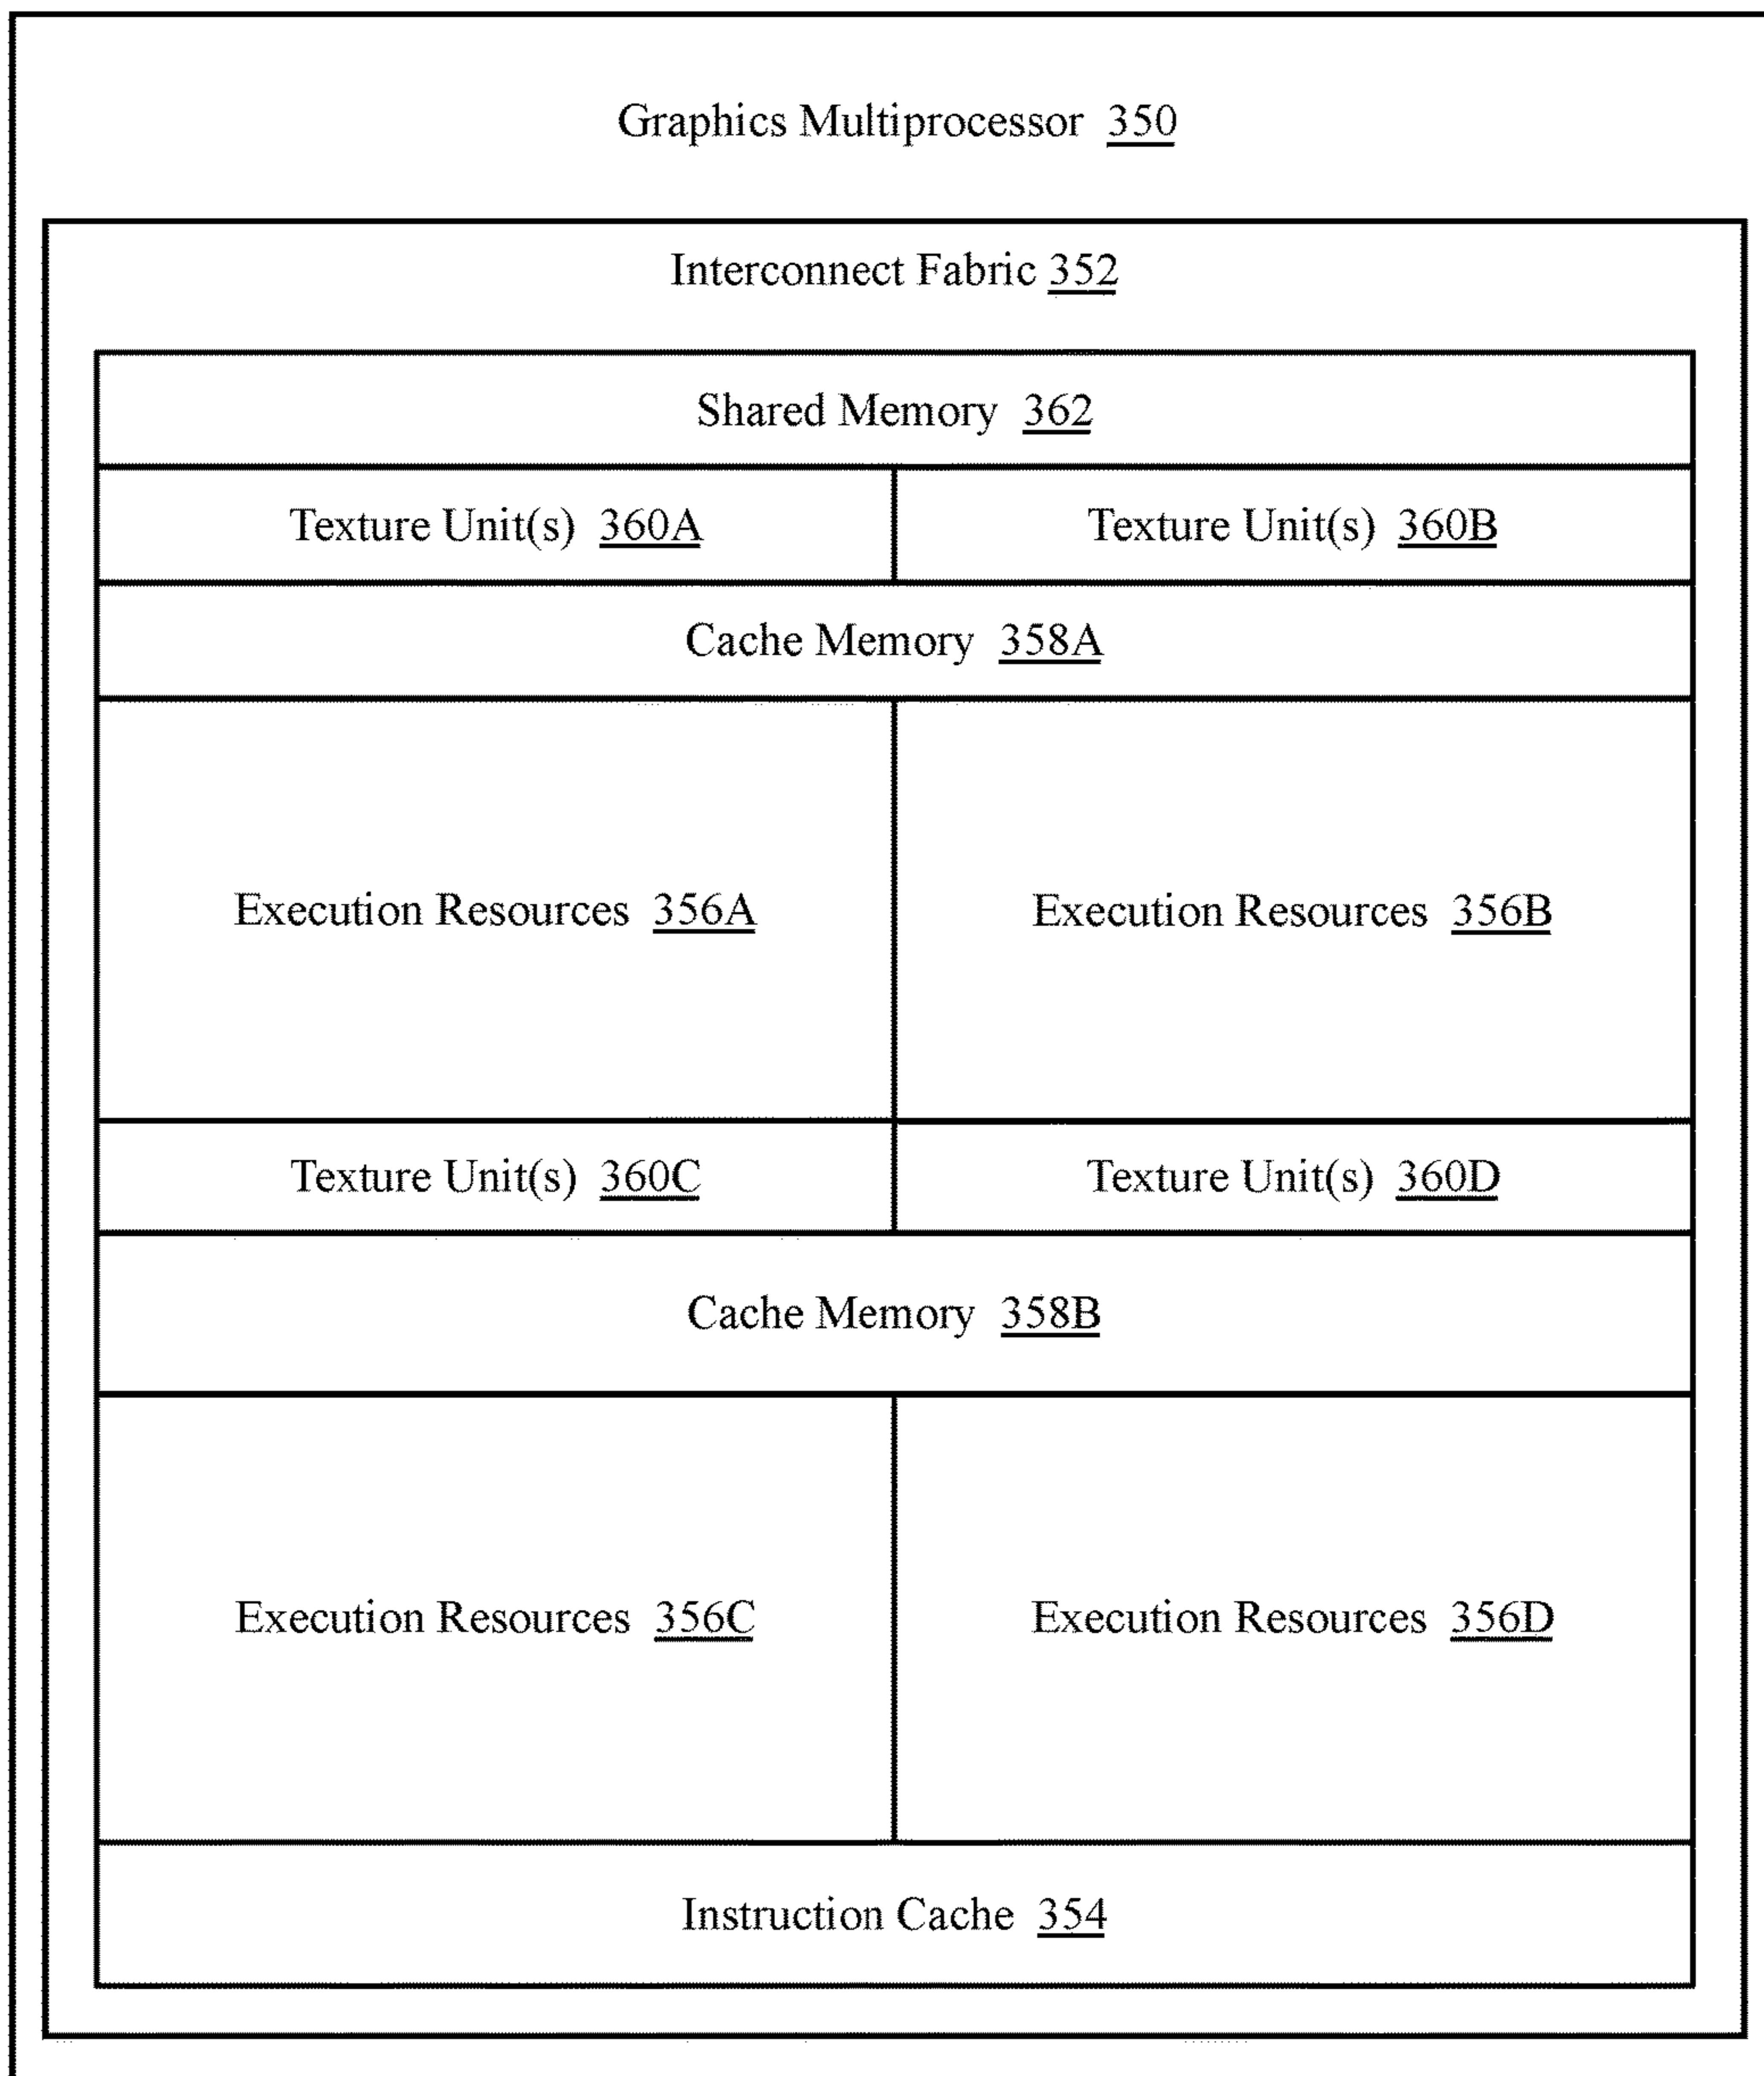 Graphics Multiprocessor 350
Interconnect Fabric 352
Shared Memory 362
Texture Unit(s) 360A
Texture Unit(s) 360B
Cache Memory 358A
Execution Resources 356A
Execution Resources 356B
Texture Unit(s) 360C
Texture Unit(s) 360D
Cache Memory 358B
Execution Resources 356C
Execution Resources 356D
Instruction Cache 354